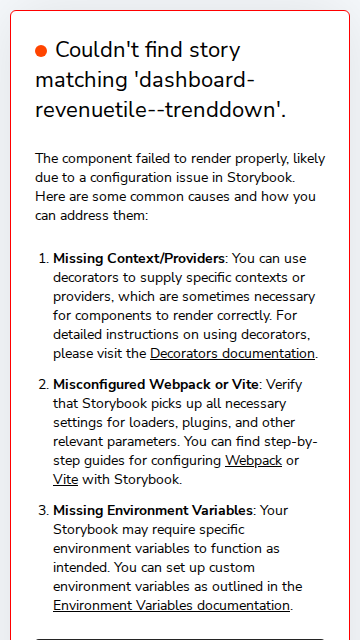 Couldn't find story
matching 'dashboard-
revenuetile--trenddown'.
The component failed to render properly, likely
due to a configuration issue in Storybook.
Here are some common causes and how you
can address them:
1. Missing Context/Providers: You can use
decorators to supply specific contexts or
providers, which are sometimes necessary
for components to render correctly. For
detailed instructions on using decorators,
please visit the Decorators documentation.
2. Misconfigured Webpack or Vite: Verify
that Storybook picks up all necessary
settings for loaders, plugins, and other
relevant parameters. You can find step-by-
step guides for configuring Webpack or
Vite with Storybook.
3. Missing Environment Variables: Your
Storybook may require specific
environment variables to function as
intended. You can set up custom
environment variables as outlined in the
Environment Variables documentation.